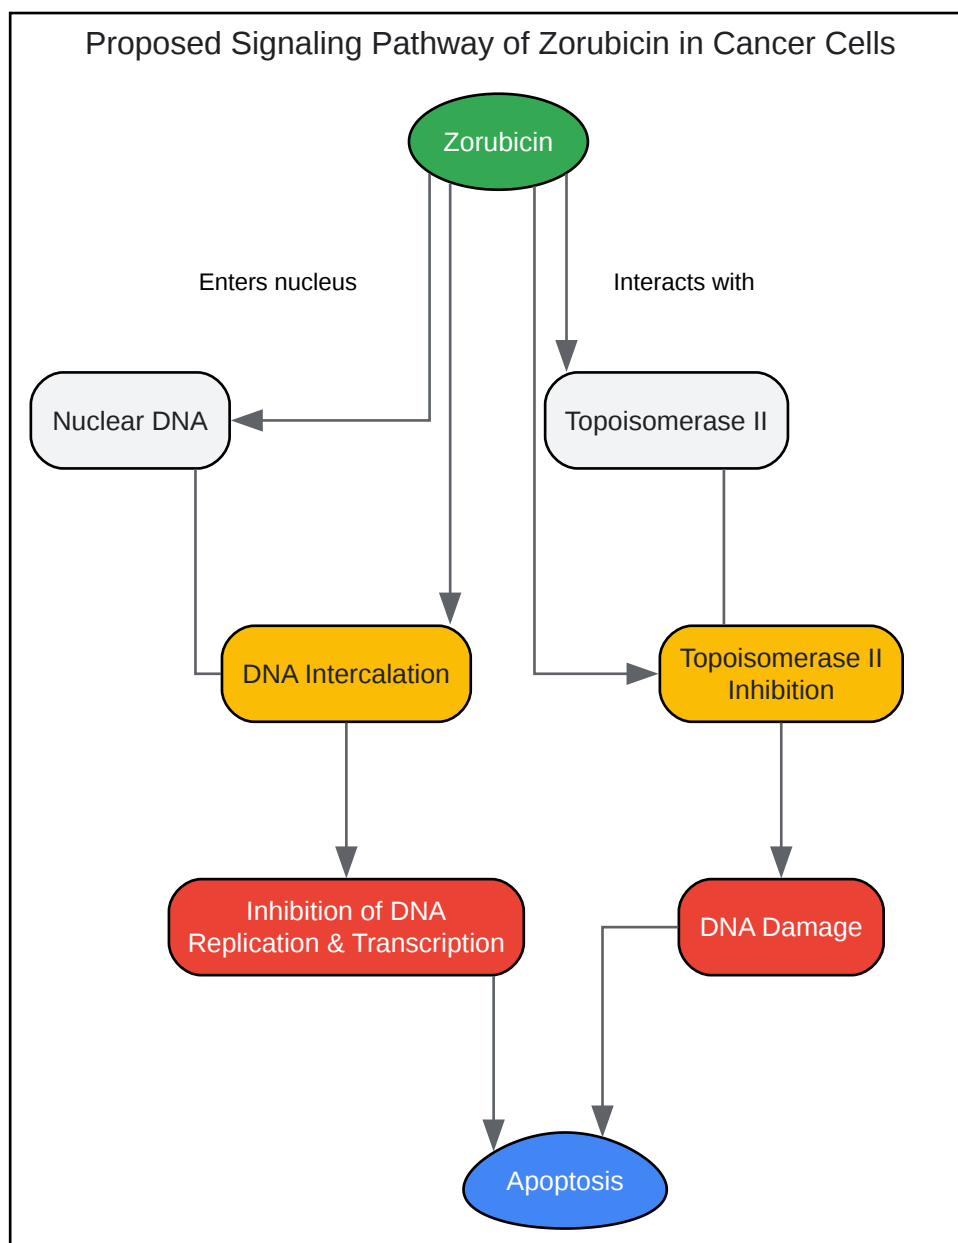 Proposed Signaling Pathway of Zorubicin in Cancer Cells
Zorubicin
Enters nucleus
Interacts with
Nuclear DNA
Topoisomerase II
DNA Intercalation
Topoisomerase II
Inhibition
Inhibition of DNA
Replication & Transcription
DNA Damage
Apoptosis